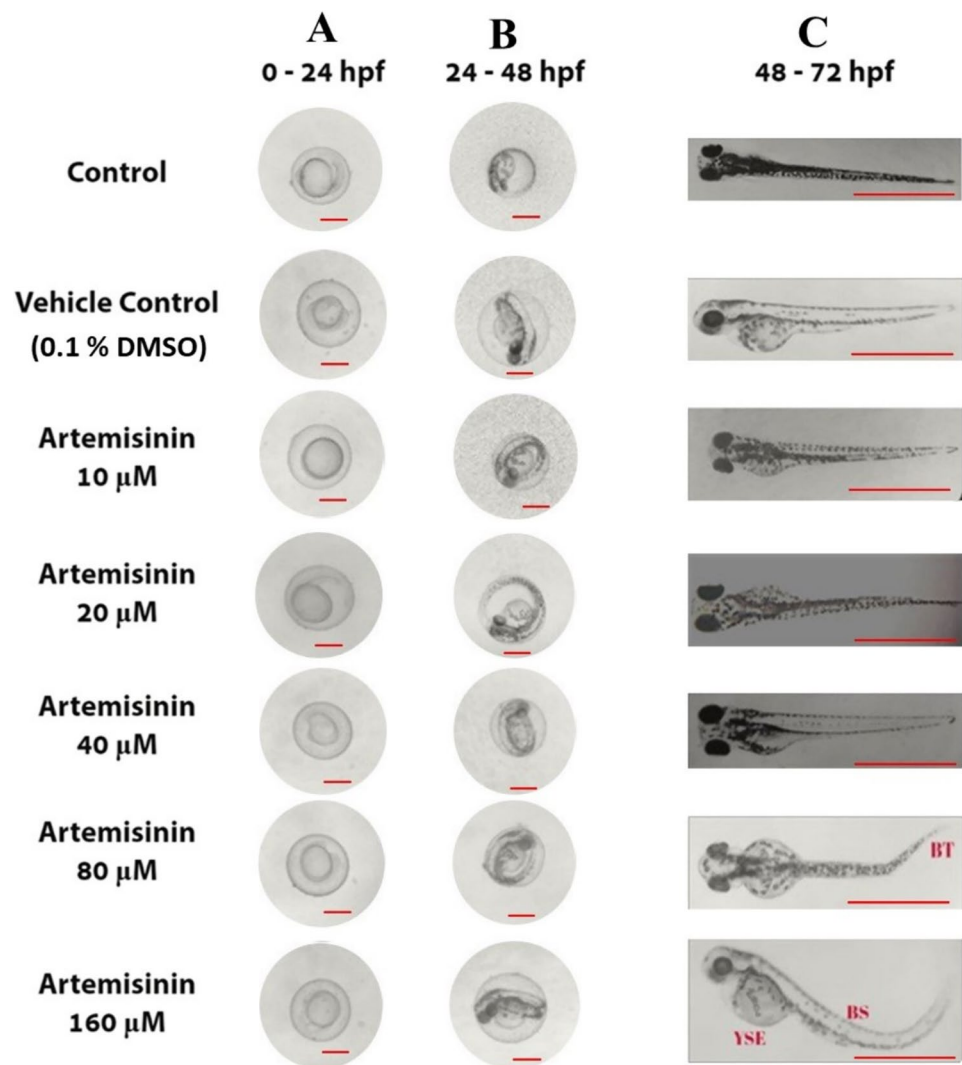 A B C
0 - 24 hpf 24 - 48 hpf 48 - 72 hpf
Control
Vehicle Control
(0.1 % DMSO)
Artemisinin
10 µM
Artemisinin
20 µM
Artemisinin
40 µM
Artemisinin
80 µM
BT
Artemisinin
160 µM
BS
YSE